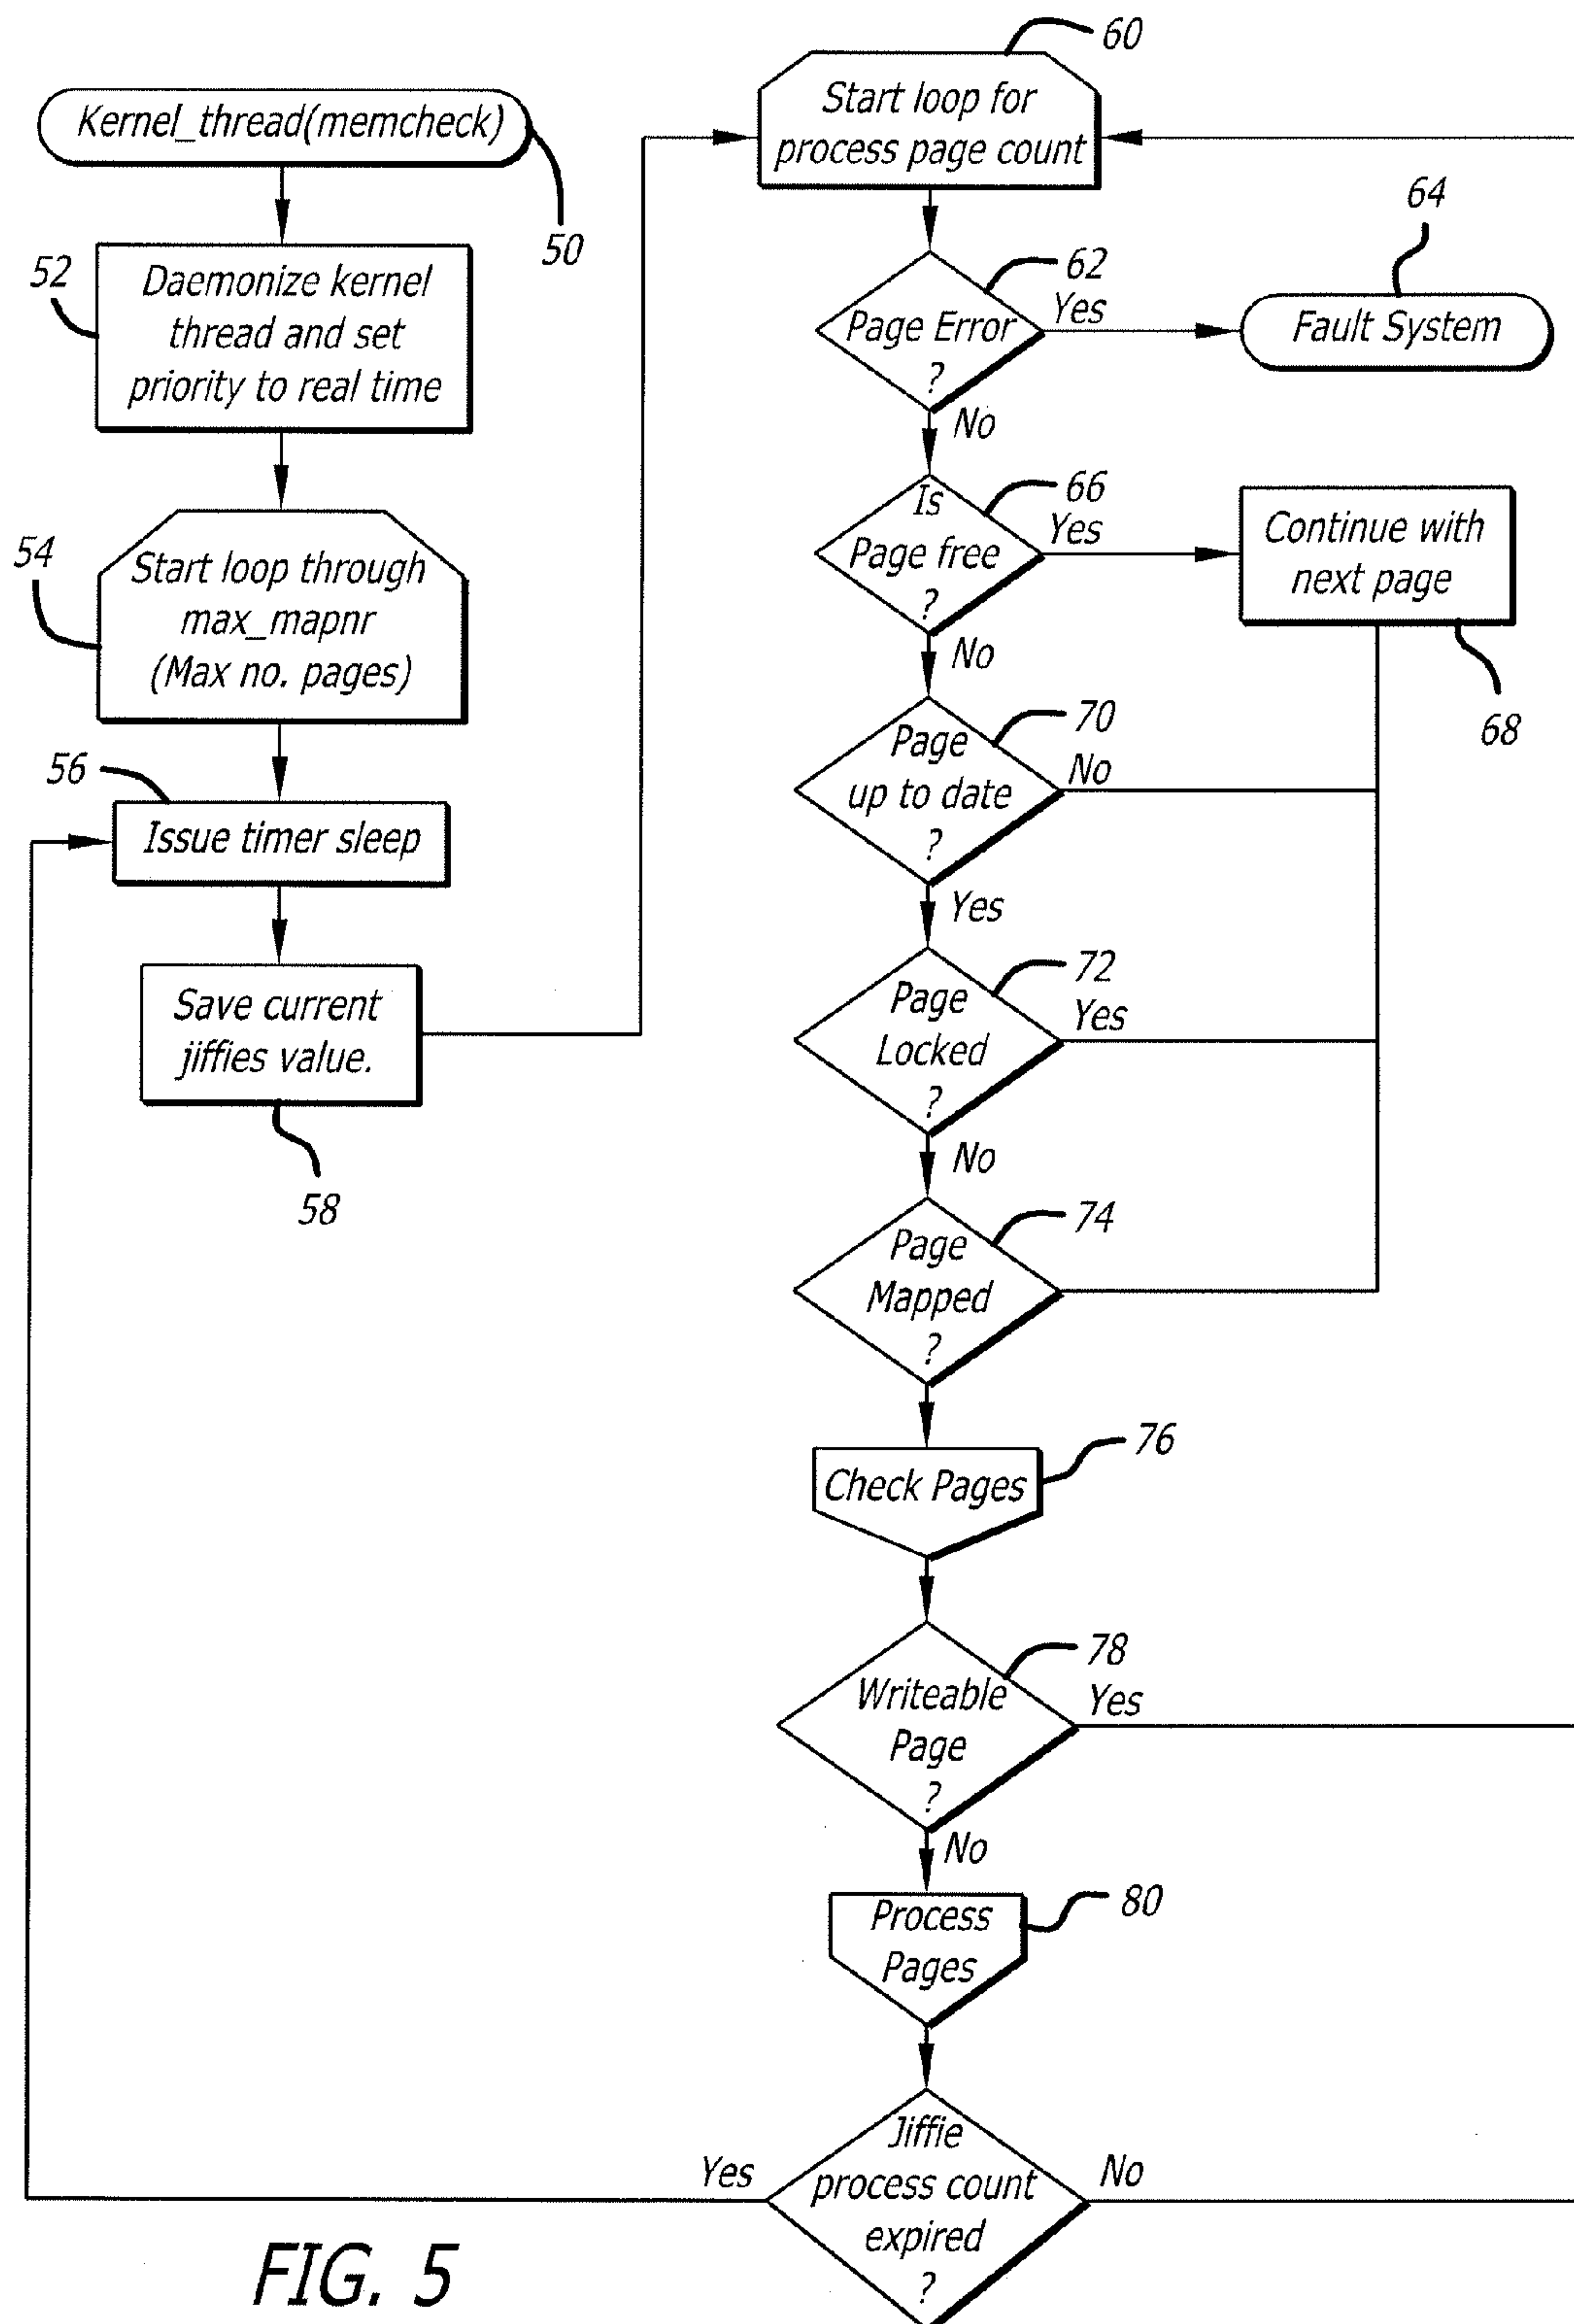 Kernel_thread(memcheck)
50
52
Daemonize kernel
thread and set
priority to real time
54
Start loop through
max_mapnr
(Max no. pages)
56
Issue timer sleep
Save current
jiffies value.
58
60
Start loop for
process page count
62
Page Error
?
Yes
64
Fault System
No
66
Is
Page free
?
Yes
Continue with
next page
68
No
70
Page
up to date
?
No
Yes
72
Page
Locked
?
Yes
No
74
Page
Mapped
?
76
Check Pages
78
Writeable
Page
?
Yes
No
80
Process
Pages
Jiffie
process count
expired
?
Yes
No
FIG. 5